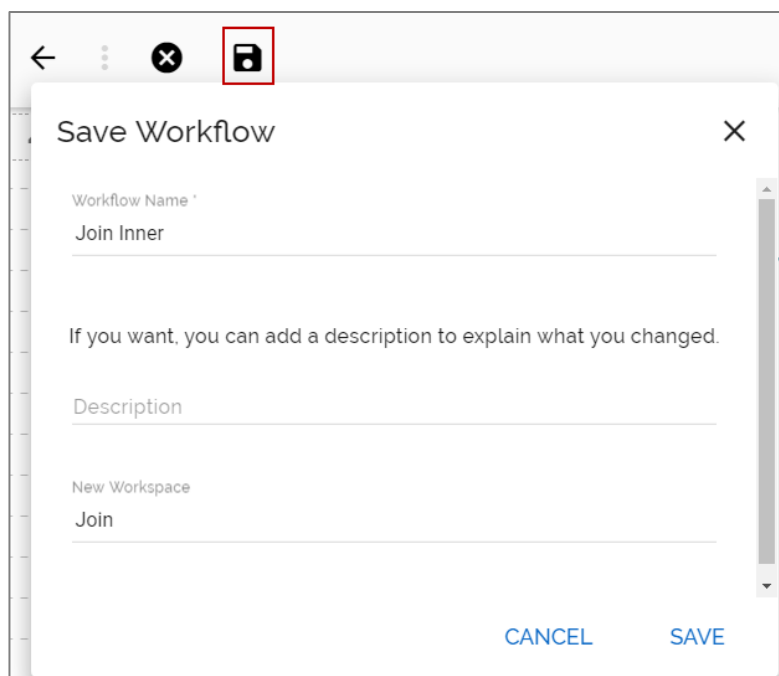 Save Workflow
Workflow Name *
Join Inner
If you want, you can add a description to explain what you changed.
Description
New Workspace
Join
CANCEL SAVE